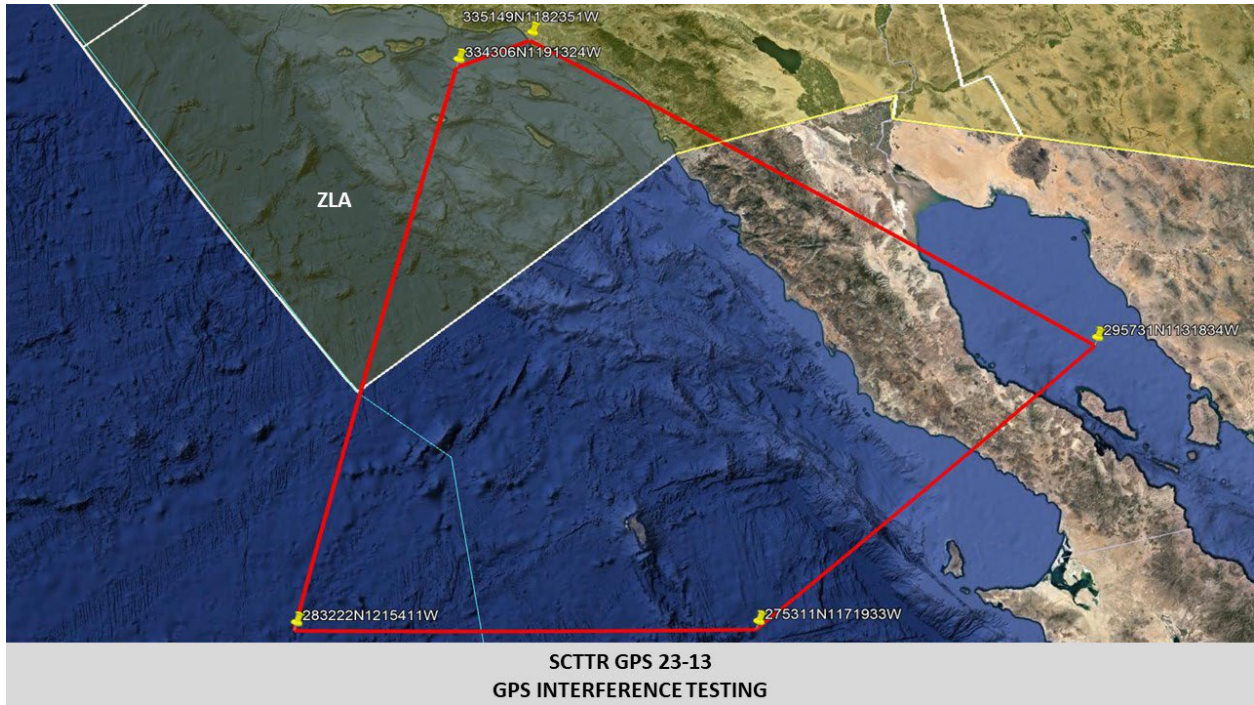 335149N1182351W
334306N1191324W
ZLA
295731N1131834W
283222N1215411W
275311N1171933W
SCTTR GPS 23-13
GPS INTERFERENCE TESTING